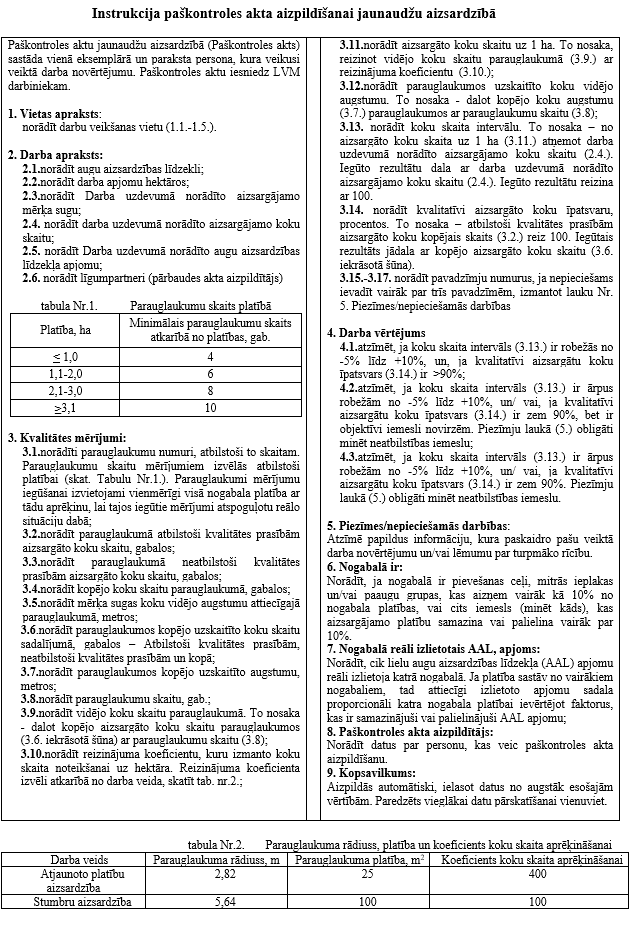 Instrukcija paškontroles akta aizpildīšanai jaunaudžu aizsardzībā
Paškontroles aktu jaunaudžu aizsardzībā (Paškontroles akts)
sastāda vienā eksemplārā un paraksta persona, kura veikusi
veiktā darba novērtējumu. Paškontroles aktu iesniedz LVM
darbiniekam.
1. Vietas apraksts:
norādīt darbu veikšanas vietu (1.1.-1.5.).
2. Darba apraksts:
2.1.norādīt augu aizsardzības līdzekli;
2.2.norādīt darba apjomu hektāros;
2.3.norādīt Darba uzdevumā norādīto aizsargājamo
mērķa sugu;
2.4. norādīt darba uzdevumā norādīto aizsargājamo koku
skaitu;
2.5. norādīt Darba uzdevumā norādīto augu aizsardzības
līdzekļa apjomu;
2.6. norādīt līgumpartneri (pārbaudes akta aizpildītājs)
tabula Nr.1. Parauglaukumu skaits platībā
Platība, ha
Minimālais parauglaukumu skaits
atkarībā no platības, gab.
≤ 1,0 4
1,1-2,0 6
2,1-3,0 8
≥3,1 10
3. Kvalitātes mērījumi:
3.1.norādīti parauglaukumu numuri, atbilstoši to skaitam.
Parauglaukumu skaitu mērījumiem izvēlās atbilstoši
platībai (skat. Tabulu Nr.1.). Parauglaukumi mērījumu
iegūšanai izvietojami vienmērīgi visā nogabala platība ar
tādu aprēķinu, lai tajos iegūtie mērījumi atspoguļotu reālo
situāciju dabā;
3.2.norādīt parauglaukumā atbilstoši kvalitātes prasībām
aizsargāto koku skaitu, gabalos;
3.3.norādīt parauglaukumā neatbilstoši kvalitātes
prasībām aizsargāto koku skaitu, gabalos;
3.4.norādīt kopējo koku skaitu parauglaukumā, gabalos;
3.5.norādīt mērķa sugas koku vidējo augstumu attiecīgajā
parauglaukumā, metros;
3.6.norādīt parauglaukumos kopējo uzskaitīto koku skaitu
sadalījumā, gabalos – Atbilstoši kvalitātes prasībām,
neatbilstoši kvalitātes prasībām un kopā;
3.7.norādīt parauglaukumos kopējo uzskaitīto augstumu,
metros;
3.8.norādīt parauglaukumu skaitu, gab.;
3.9.norādīt vidējo koku skaitu parauglaukumā. To nosaka
- dalot kopējo aizsargāto koku skaitu parauglaukumos
(3.6. iekrāsotā šūna) ar parauglaukumu skaitu (3.8);
3.10.norādīt reizinājuma koeficientu, kuru izmanto koku
skaita noteikšanai uz hektāra. Reizinājuma koeficienta
izvēli atkarībā no darba veida, skatīt tab. nr.2.;
3.11.norādīt aizsargāto koku skaitu uz 1 ha. To nosaka,
reizinot vidējo koku skaitu parauglaukumā (3.9.) ar
reizinājuma koeficientu (3.10.);
3.12.norādīt parauglaukumos uzskaitīto koku vidējo
augstumu. To nosaka - dalot kopējo koku augstumu
(3.7.) parauglaukumos ar parauglaukumu skaitu (3.8);
3.13. norādīt koku skaita intervālu. To nosaka – no
aizsargāto koku skaita uz 1 ha (3.11.) atņemot darba
uzdevumā norādīto aizsargājamo koku skaitu (2.4.).
Iegūto rezultātu dala ar darba uzdevumā norādīto
aizsargājamo koku skaitu (2.4.). Iegūto rezultātu reizina
ar 100.
3.14. norādīt kvalitatīvi aizsargāto koku īpatsvaru,
procentos. To nosaka – atbilstoši kvalitātes prasībām
aizsargāto koku kopējais skaits (3.2.) reiz 100. Iegūtais
rezultāts jādala ar kopējo aizsargāto koku skaitu (3.6.
iekrāsotā šūna).
3.15.-3.17. norādīt pavadzīmju numurus, ja nepieciešams
ievadīt vairāk par trīs pavadzīmēm, izmantot lauku Nr.
5. Piezīmes/nepieciešamās darbības
4. Darba vērtējums
4.1.atzīmēt, ja koku skaita intervāls (3.13.) ir robežās no
-5% līdz +10%, un, ja kvalitatīvi aizsargātu koku
īpatsvars (3.14.) ir >90%;
4.2.atzīmēt, ja koku skaita intervāls (3.13.) ir ārpus
robežām no -5% līdz +10%, un/ vai, ja kvalitatīvi
aizsargātu koku īpatsvars (3.14.) ir zem 90%, bet ir
objektīvi iemesli novirzēm. Piezīmju laukā (5.) obligāti
minēt neatbilstības iemeslu;
4.3.atzīmēt, ja koku skaita intervāls (3.13.) ir ārpus
robežām no -5% līdz +10%, un/ vai, ja kvalitatīvi
aizsargātu koku īpatsvars (3.14.) ir zem 90%. Piezīmju
laukā (5.) obligāti minēt neatbilstības iemeslu.
5. Piezīmes/nepieciešamās darbības:
Atzīmē papildus informāciju, kura paskaidro pašu veiktā
darba novērtējumu un/vai lēmumu par turpmāko rīcību.
6. Nogabalā ir:
Norādīt, ja nogabalā ir pievešanas ceļi, mitrās ieplakas
un/vai paaugu grupas, kas aizņem vairāk kā 10% no
nogabala platības, vai cits iemesls (minēt kāds), kas
aizsargājamo platību samazina vai palielina vairāk par
10%.
7. Nogabalā reāli izlietotais AAL, apjoms:
Norādīt, cik lielu augu aizsardzības līdzekļa (AAL) apjomu
reāli izlietoja katrā nogabalā. Ja platība sastāv no vairākiem
nogabaliem, tad attiecīgi izlietoto apjomu sadala
proporcionāli katra nogabala platībai ievērtējot faktorus,
kas ir samazinājuši vai palielinājuši AAL apjomu;
8. Paškontroles akta aizpildītājs:
Norādīt datus par personu, kas veic paškontroles akta
aizpildīšanu.
9. Kopsavilkums:
Aizpildās automātiski, ielasot datus no augstāk esošajām
vērtībām. Paredzēts vieglākai datu pārskatīšanai vienuviet.
tabula Nr.2. Parauglaukuma rādiuss, platība un koeficients koku skaita aprēķināšanai
Darba veids Parauglaukuma rādiuss, m Parauglaukuma platība, m² Koeficients koku skaita aprēķināšanai
Atjaunoto platību
aizsardzība
2,82 25 400
Stumbru aizsardzība 5,64 100 100